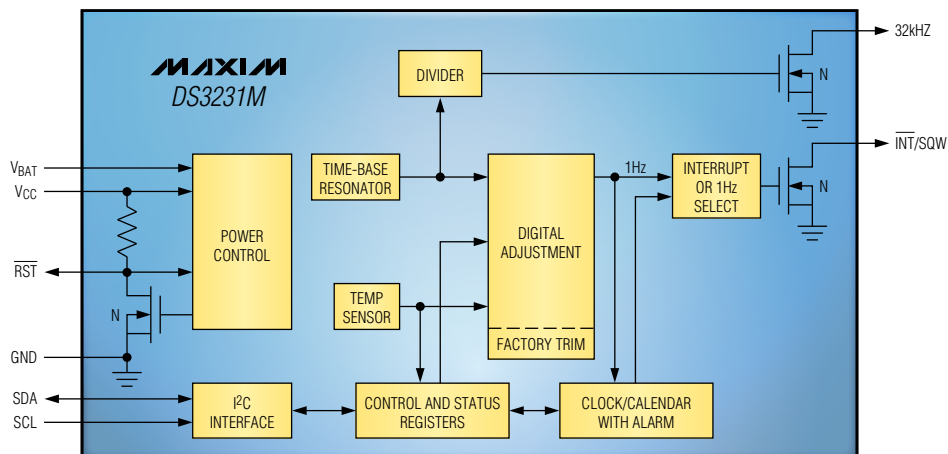 MAXIM
DS3231M
DIVIDER
32kHZ
N
INT/SQW
N
VBAT
VCC
RST
N
GND
SDA
SCL
POWER
CONTROL
TIME-BASE
RESONATOR
TEMP
SENSOR
DIGITAL
ADJUSTMENT
FACTORY TRIM
1Hz
INTERRUPT
OR 1Hz
SELECT
I²C
INTERFACE
CONTROL AND STATUS
REGISTERS
CLOCK/CALENDAR
WITH ALARM